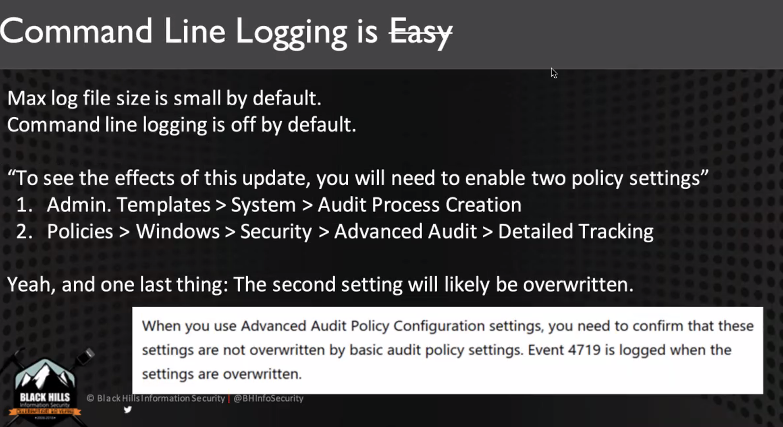 Command Line Logging is Easy
Max log file size is small by default.
Command line logging is off by default.
“To see the effects of this update, you will need to enable two policy settings”
1. Admin. Templates > System > Audit Process Creation
2. Policies > Windows > Security > Advanced Audit > Detailed Tracking
Yeah, and one last thing: The second setting will likely be overwritten.
When you use Advanced Audit Policy Configuration settings, you need to confirm that these
settings are not overwritten by basic audit policy settings. Event 4719 is logged when the
settings are overwritten.
BLACK HILLS
Information Security
© Black Hills Information Security | @BHInfoSecurity